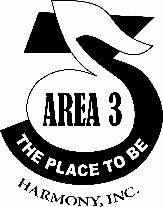 AREA 3
THE PLACE TO BE
HARMONY, INC.